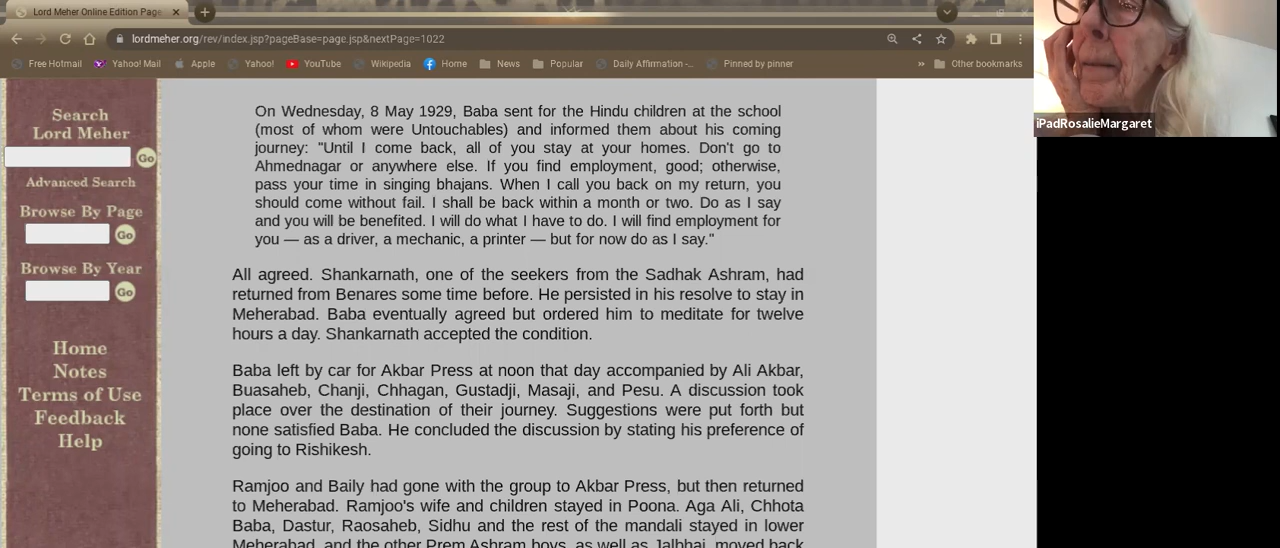 Lord Meher Online Edition Page
lordmeher.org/rev/index.jsp?pageBase=page.jsp&nextPage=1022
Free Hotmail Yahoo! Mail Apple Yahoo! YouTube Wikipedia Home News Popular Daily Affirmation -... Pinned by pinner » Other bookmarks
iPadRosalieMargaret
Search
Lord Meher
Go
Advanced Search
Browse By Page
Go
Browse By Year
Go
Home
Notes
Terms of Use
Feedback
Help
On Wednesday, 8 May 1929, Baba sent for the Hindu children at the school
(most of whom were Untouchables) and informed them about his coming
journey: "Until I come back, all of you stay at your homes. Don't go to
Ahmednagar or anywhere else. If you find employment, good; otherwise,
pass your time in singing bhajans. When I call you back on my return, you
should come without fail. I shall be back within a month or two. Do as I say
and you will be benefited. I will do what I have to do. I will find employment for
you — as a driver, a mechanic, a printer — but for now do as I say."
All agreed. Shankarnath, one of the seekers from the Sadhak Ashram, had
returned from Benares some time before. He persisted in his resolve to stay in
Meherabad. Baba eventually agreed but ordered him to meditate for twelve
hours a day. Shankarnath accepted the condition.
Baba left by car for Akbar Press at noon that day accompanied by Ali Akbar,
Buasaheb, Chanji, Chhagan, Gustadji, Masaji, and Pesu. A discussion took
place over the destination of their journey. Suggestions were put forth but
none satisfied Baba. He concluded the discussion by stating his preference of
going to Rishikesh.
Ramjoo and Baily had gone with the group to Akbar Press, but then returned
to Meherabad. Ramjoo's wife and children stayed in Poona. Aga Ali, Chhota
Baba, Dastur, Raosaheb, Sidhu and the rest of the mandali stayed in lower
Meherabad, and the other Prem Ashram boys, as well as Jalbhai, moved back